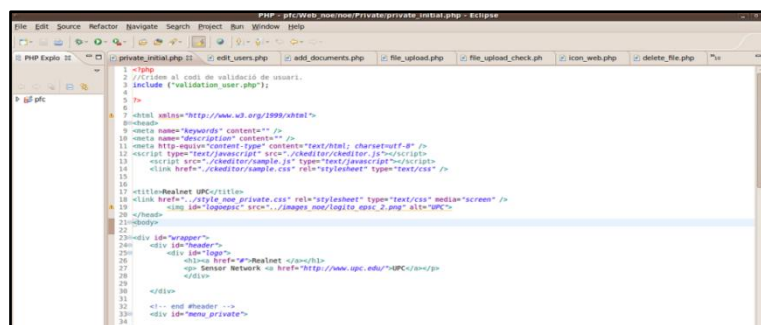 PHP - pfc/Web_noe/noe/Private/private_initial.php - Eclipse
File Edit Source Refactor Navigate Search Project Run Window Help
PHP Explo private_initial.php edit_users.php add_documents.php file_upload.php file_upload_check.ph icon_web.php delete_file.php
pfc
1 <?php
2 //Cridem al codi de validació de usuari.
3 include ("validation_user.php");
4
5 ?>
6
7 <html xmlns="http://www.w3.org/1999/xhtml">
8 <head>
9 <meta name="keywords" content="" />
10 <meta name="description" content="" />
11 <meta http-equiv="content-type" content="text/html; charset=utf-8" />
12 <script type="text/javascript" src="./ckeditor/ckeditor.js"></script>
13 <script src="./ckeditor/sample.js" type="text/javascript"></script>
14 <link href="./ckeditor/sample.css" rel="stylesheet" type="text/css" />
15
16
17 <title>Realnet UPC</title>
18 <link href="../style_noe_private.css" rel="stylesheet" type="text/css" media="screen" />
19 <img id="logoepsc" src="../images_noe/logito_epsc_2.png" alt="UPC">
20 </head>
21 <body>
22
23 <div id="wrapper">
24 <div id="header">
25 <div id="logo">
26 <h1><a href="#">Realnet </a></h1>
27 <p> Sensor Network <a href="http://www.upc.edu/">UPC</a></p>
28 </div>
29
30 </div>
31
32 <!-- end #header -->
33 <div id="menu_private">
34